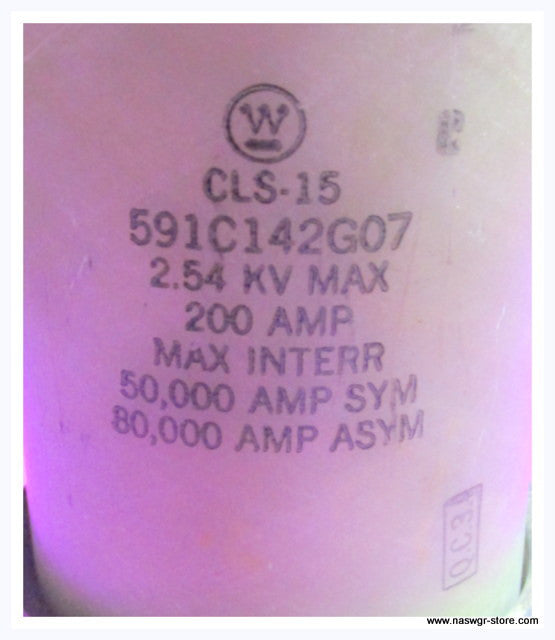 W
CLS-15
591C142G07
2.54 KV MAX
200 AMP
MAX INTERR
50,000 AMP SYM
80,000 AMP ASYM
www.naswgr-store.com